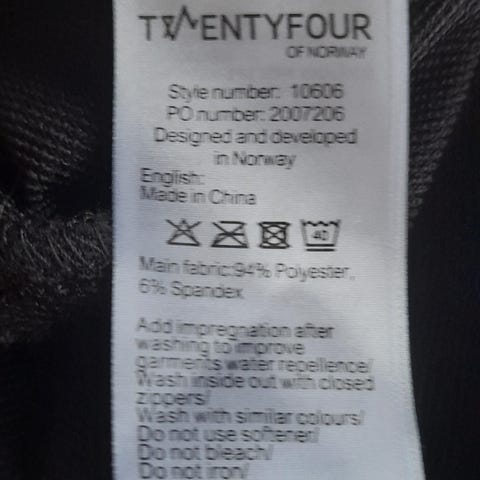 TWENTYFOUR
OF NORWAY
Style number: 10606
PO number: 2007206
Designed and developed
in Norway
English:
Made in China
40
Main fabric:94% Polyester,
6% Spandex
Add impregnation after
washing to improve
garments water repellence/
Wash inside out with closed
zippers/
Wash with similar colours/
Do not use softener/
Do not bleach/
Do not iron/